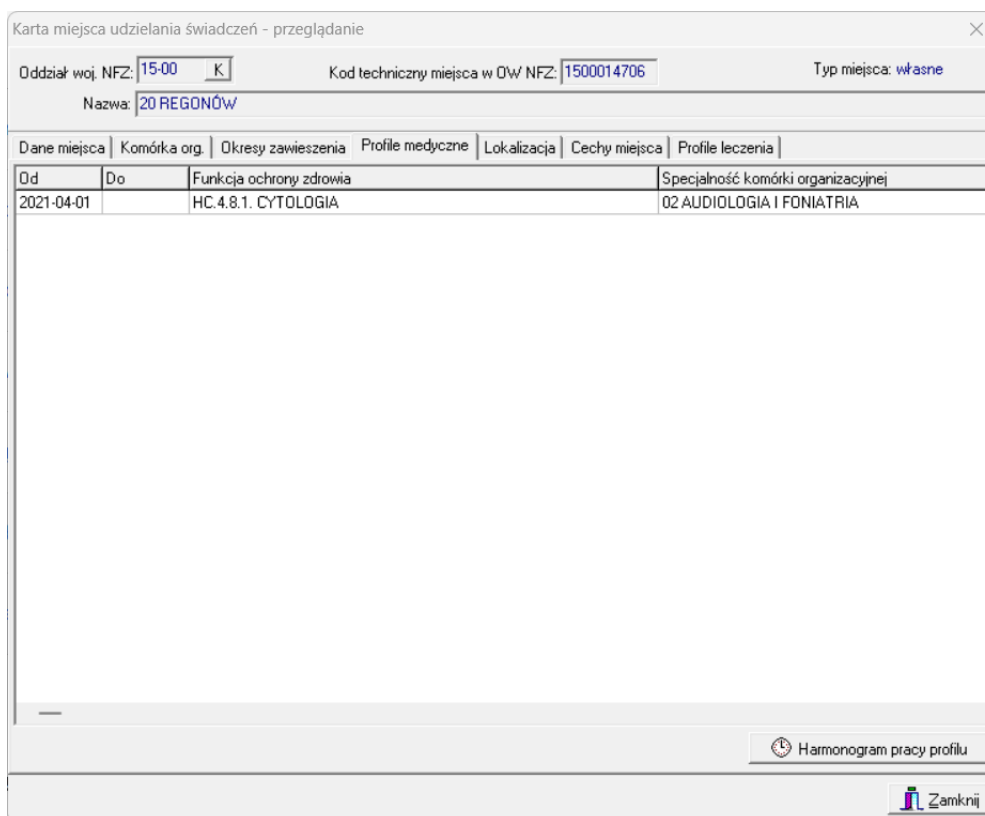 Karta miejsca udzielania świadczeń - przeglądanie
Oddział woj. NFZ: 15-00 K Kod techniczny miejsca w OW NFZ: 1500014706 Typ miejsca: własne
Nazwa: 20 REGONÓW
Dane miejsca Komórka org. Okresy zawieszenia Profile medyczne Lokalizacja Cechy miejsca Profile leczenia
Od Do Funkcja ochrony zdrowia Specjalność komórki organizacyjnej
2021-04-01 HC.4.8.1. CYTOLOGIA 02 AUDIOLOGIA I FONIATRIA
Harmonogram pracy profilu
Zamknij